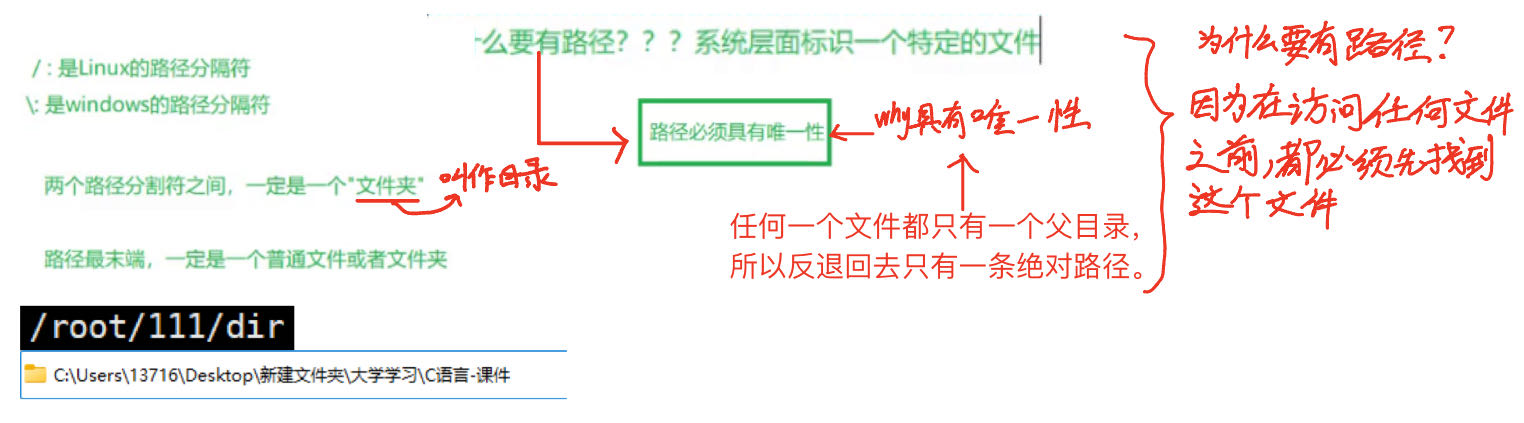 么要有路径？？？系统层面标识一个特定的文件
/ : 是Linux的路径分隔符
\: 是windows的路径分隔符
路径必须具有唯一性
why具有唯一性
两个路径分割符之间，一定是一个"文件夹"
叫作目录
任何一个文件都只有一个父目录，
所以反退回去只有一条绝对路径。
路径最末端，一定是一个普通文件或者文件夹
为什么要有路径?
因为在访问任何文件
之前,都必须先找到
这个文件
/root/111/dir
C:\Users\13716\Desktop\新建文件夹\大学学习\C语言-课件